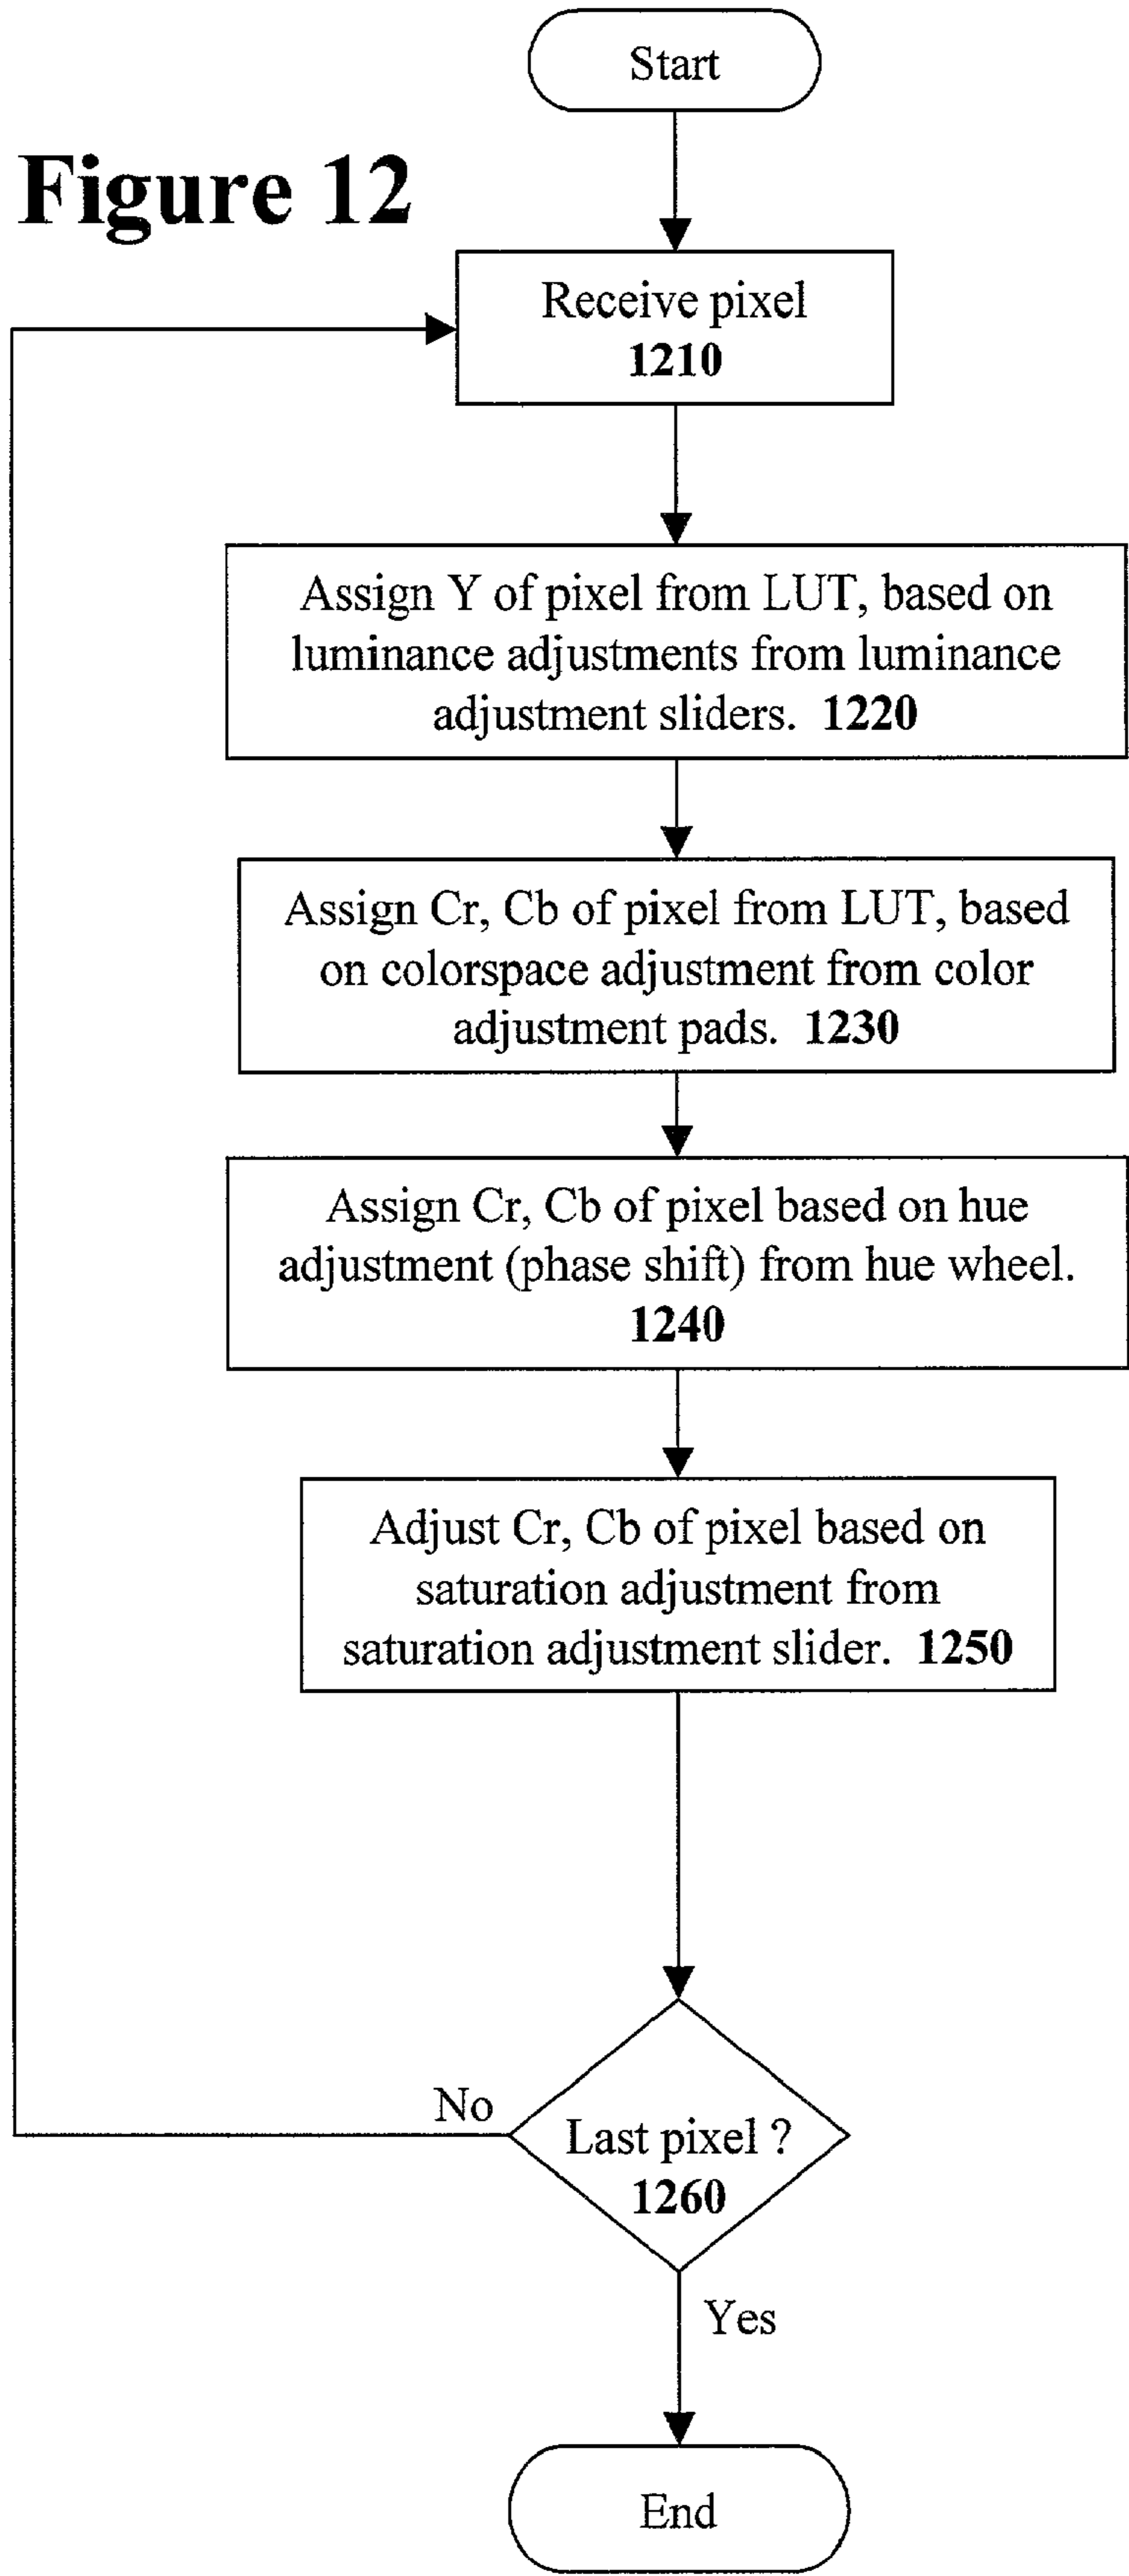 Start
Figure 12
Receive pixel
1210
Assign Y of pixel from LUT, based on
luminance adjustments from luminance
adjustment sliders. 1220
Assign Cr, Cb of pixel from LUT, based
on colorspace adjustment from color
adjustment pads. 1230
Assign Cr, Cb of pixel based on hue
adjustment (phase shift) from hue wheel.
1240
Adjust Cr, Cb of pixel based on
saturation adjustment from
saturation adjustment slider. 1250
No
Last pixel ?
1260
Yes
End